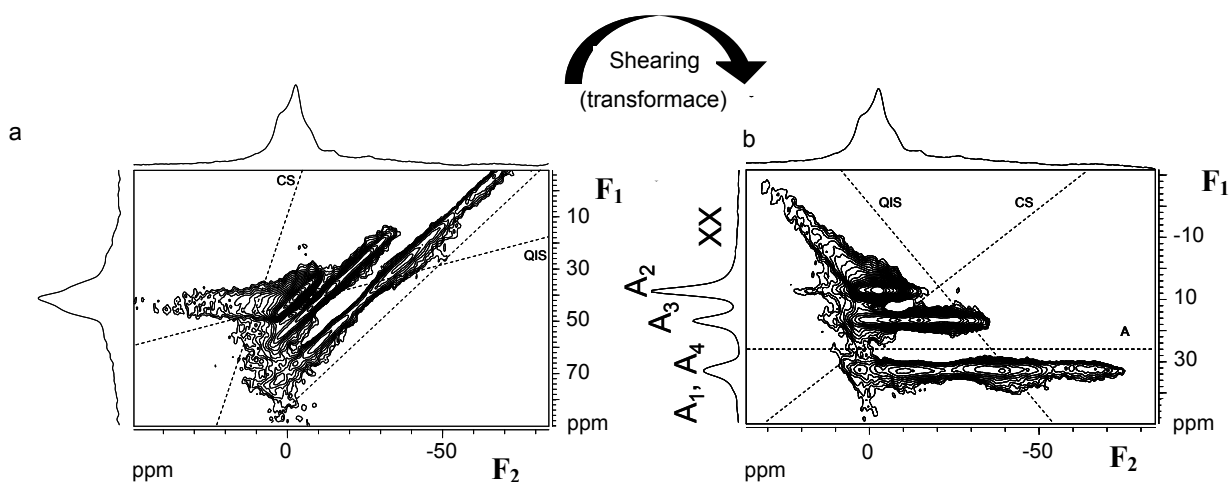 Shearing
(transformace)
a
CS
F₁
10
30
QIS
50
70
ppm
0
-50
ppm
F₂
b
QIS
CS
F₁
XX
-10
A₂
10
A₃
A
30
A₁, A₄
ppm
0
-50
ppm
F₂